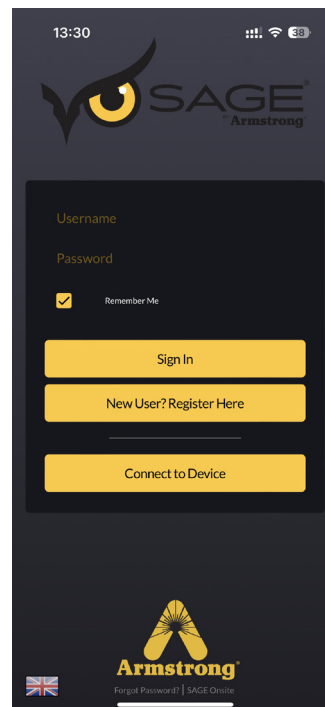 13:30
38
SAGE®
BY Armstrong®
Username
Password
Remember Me
Sign In
New User? Register Here
Connect to Device
Armstrong®
Forgot Password? | SAGE Onsite